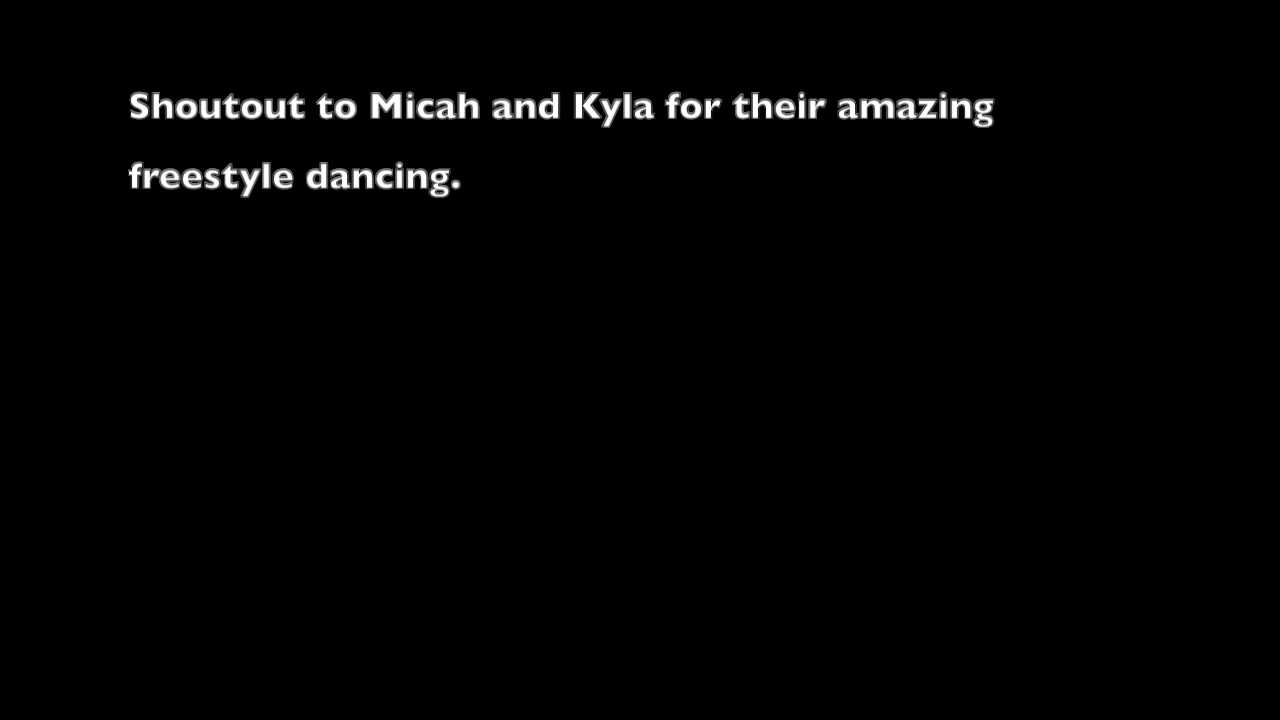 Shoutout to Micah and Kyla for their amazing
freestyle dancing.